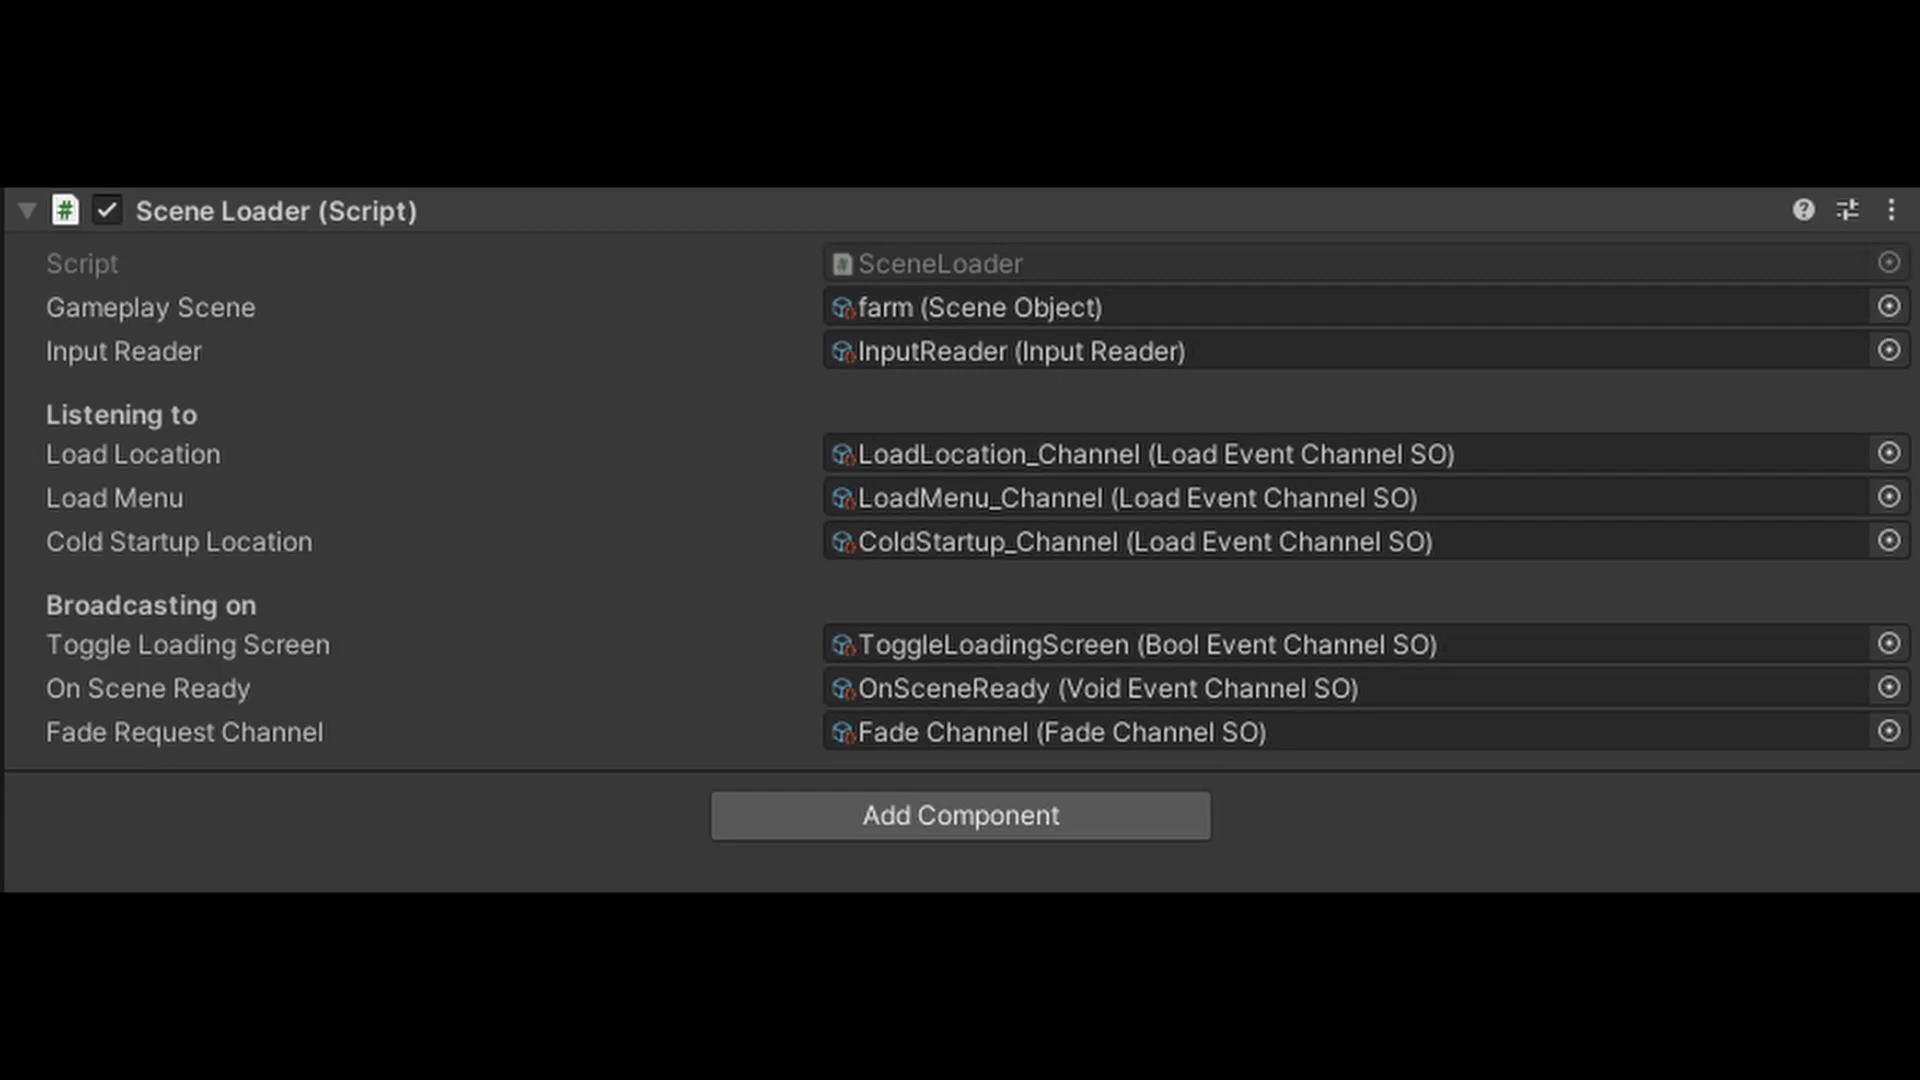 Scene Loader (Script)
Script SceneLoader
Gameplay Scene farm (Scene Object)
Input Reader InputReader (Input Reader)
Listening to
Load Location LoadLocation_Channel (Load Event Channel SO)
Load Menu LoadMenu_Channel (Load Event Channel SO)
Cold Startup Location ColdStartup_Channel (Load Event Channel SO)
Broadcasting on
Toggle Loading Screen ToggleLoadingScreen (Bool Event Channel SO)
On Scene Ready OnSceneReady (Void Event Channel SO)
Fade Request Channel Fade Channel (Fade Channel SO)
Add Component